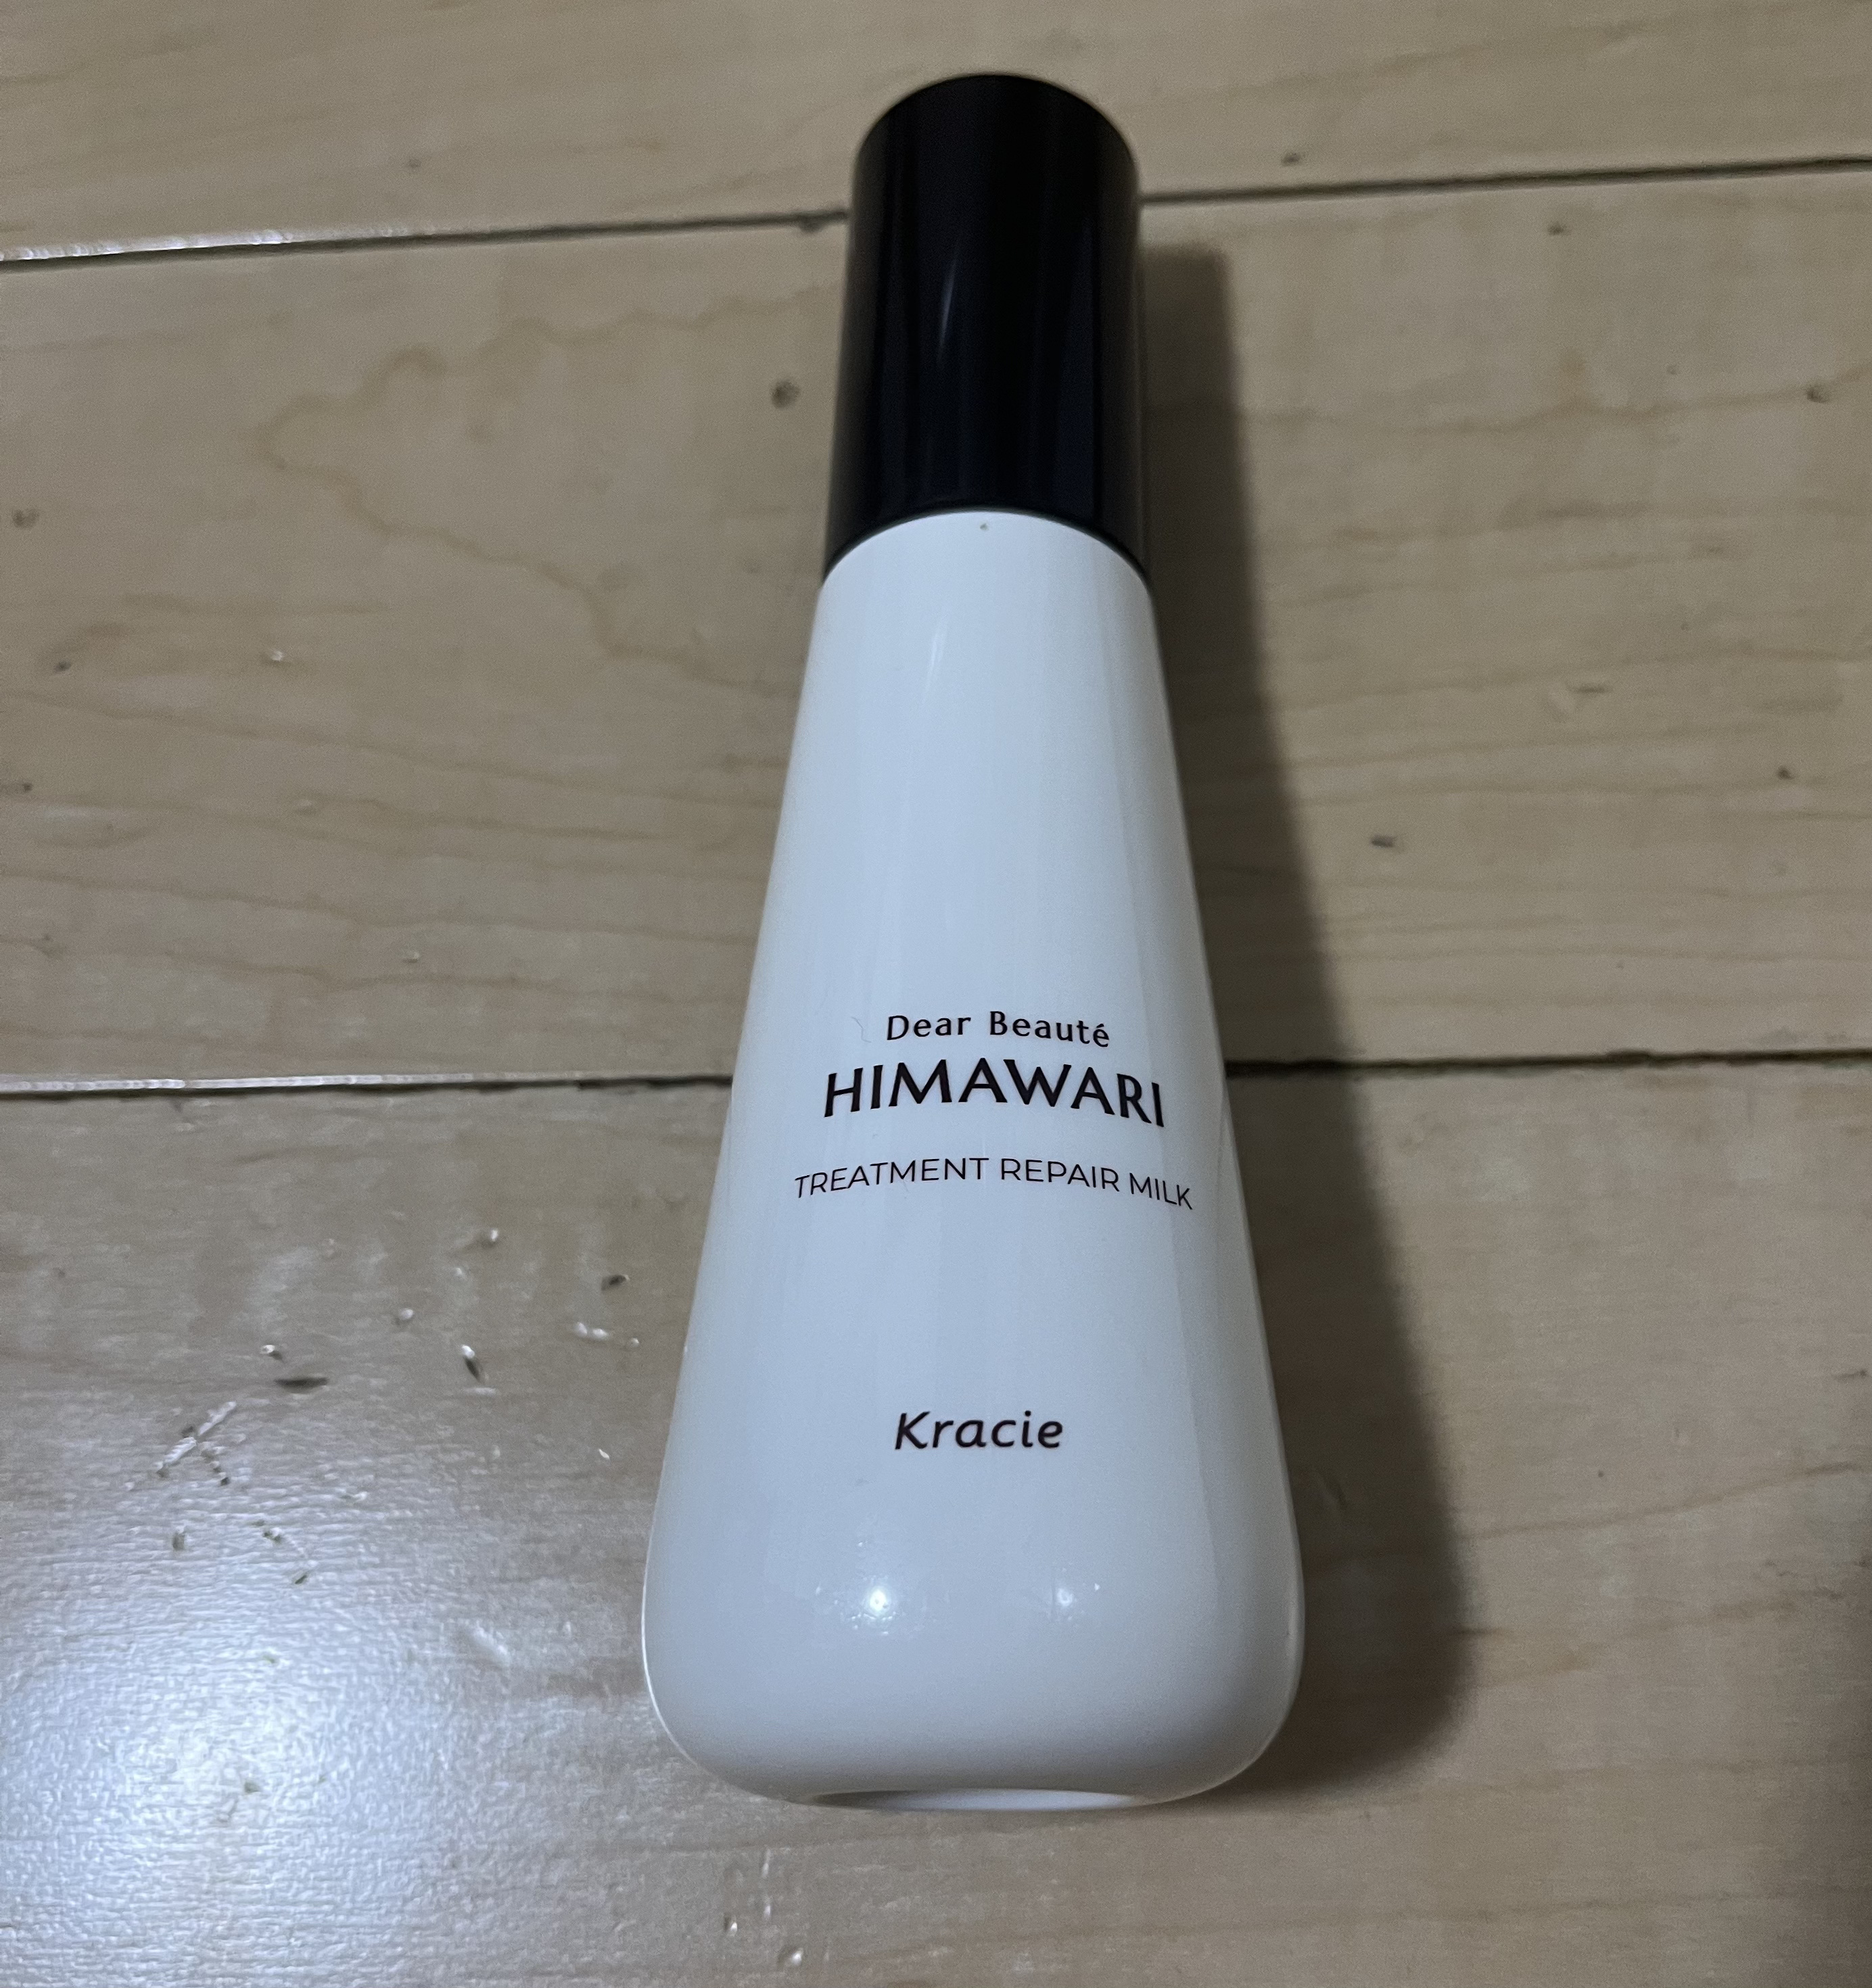 Dear Beauté
HIMAWARI
TREATMENT REPAIR MILK
Kracie